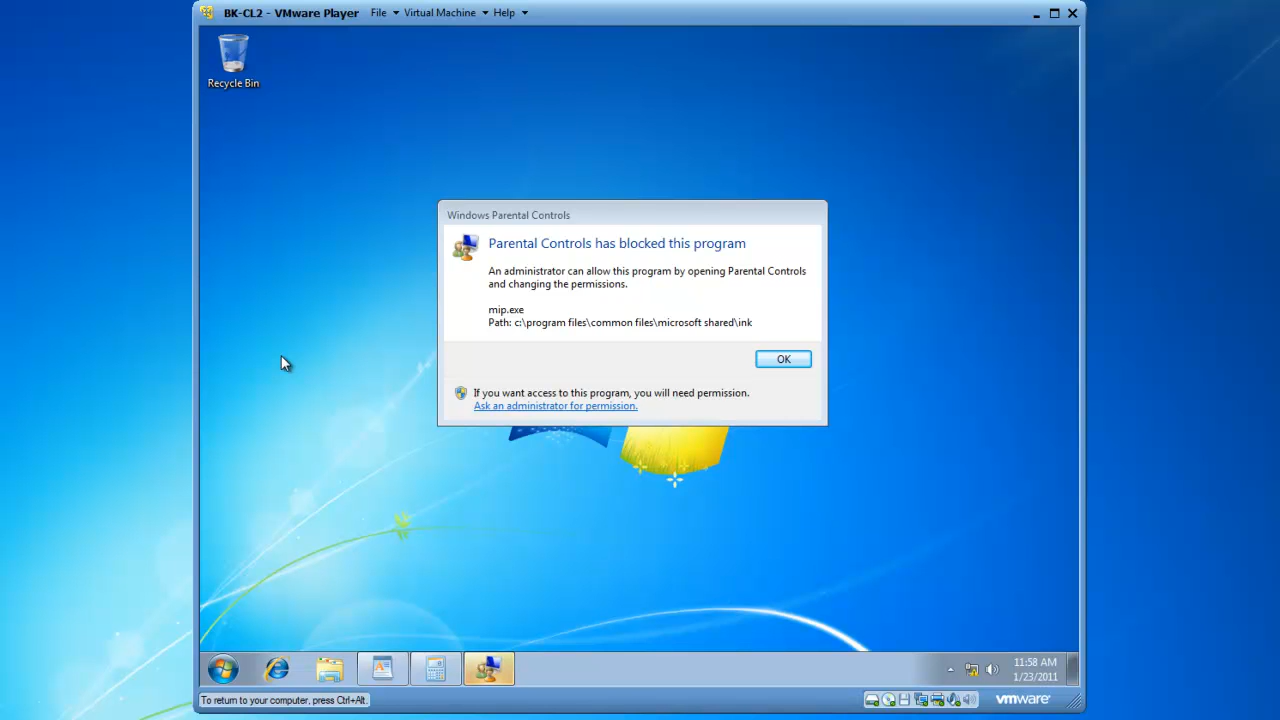 BK-CL2 - VMware Player File Virtual Machine Help
Recycle Bin
Windows Parental Controls
Parental Controls has blocked this program
An administrator can allow this program by opening Parental Controls
and changing the permissions.
mip.exe
Path: c:\program files\common files\microsoft shared\ink
OK
If you want access to this program, you will need permission.
Ask an administrator for permission.
11:58 AM
1/23/2011
To return to your computer, press Ctrl+Alt.
vmware